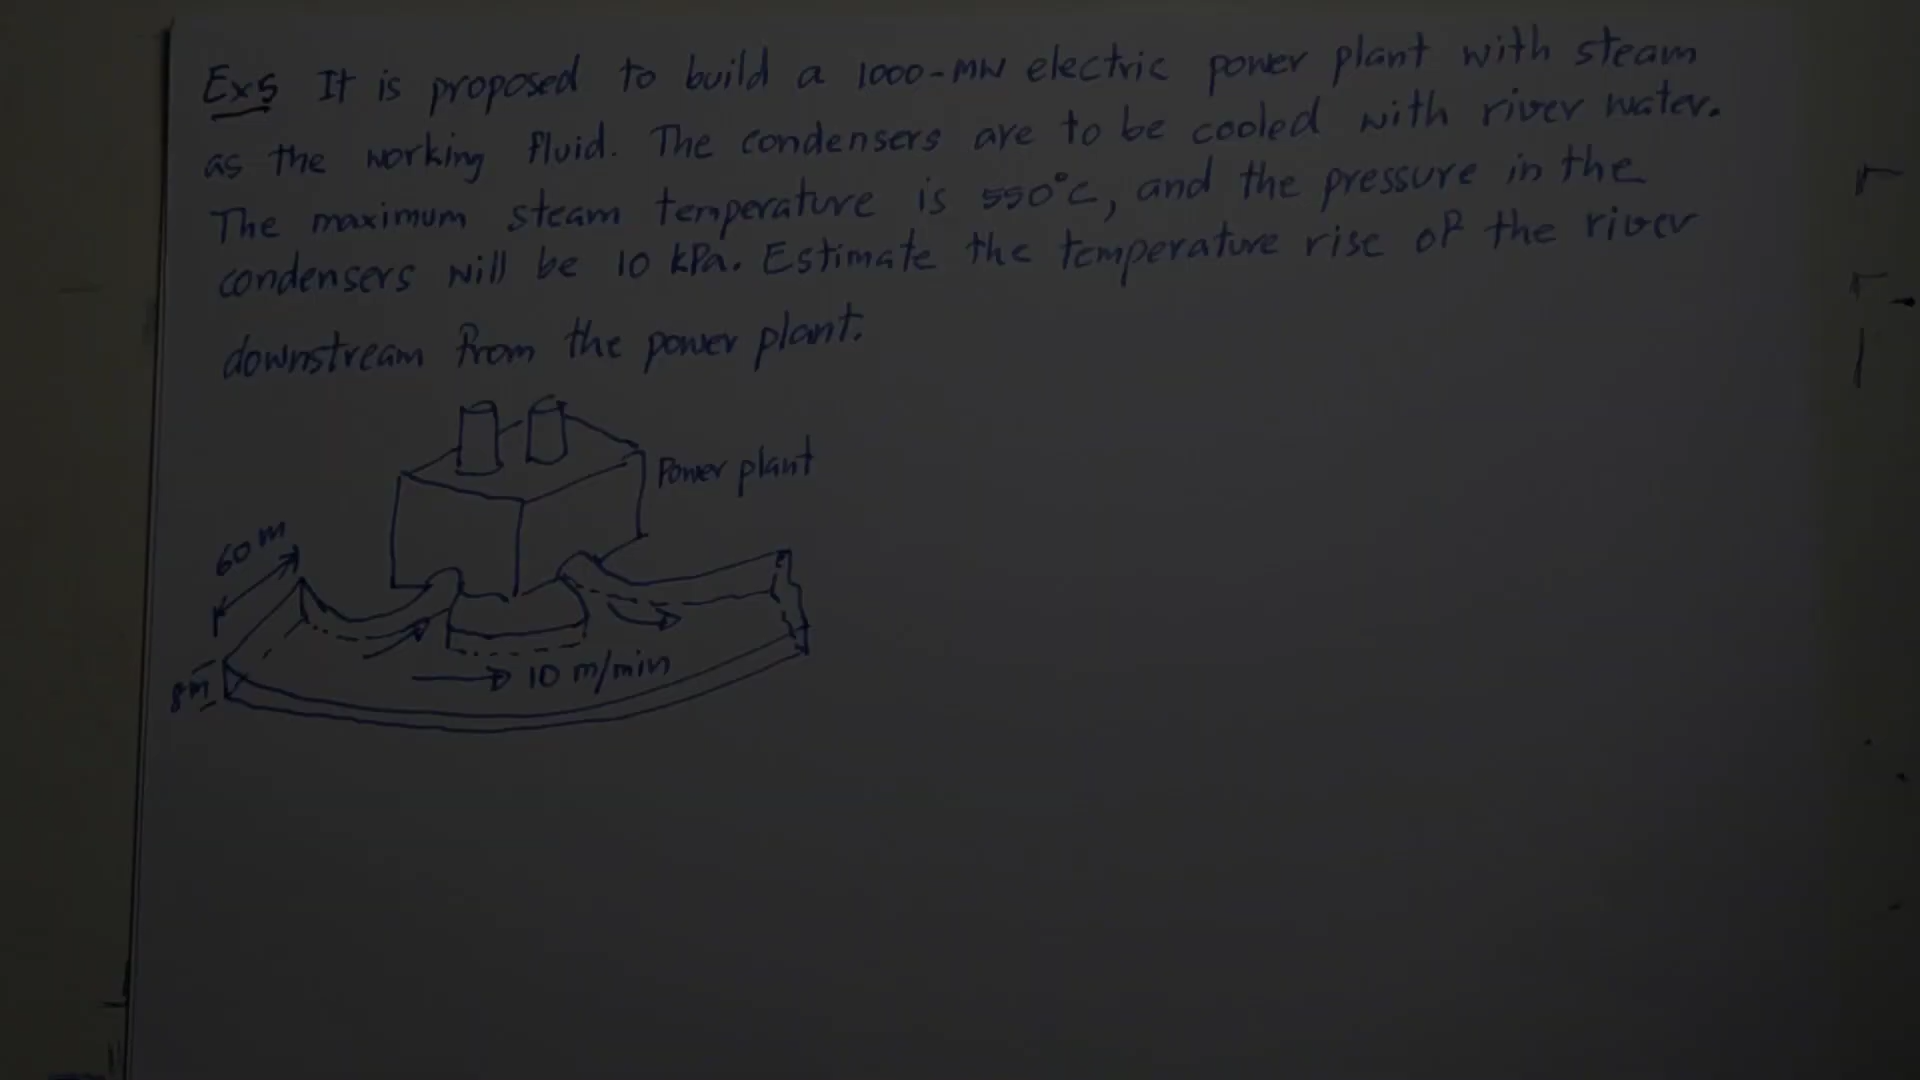 Ex5 It is proposed to build a 1000-MW electric power plant with steam
as the working fluid. The condensers are to be cooled with river water.
The maximum steam temperature is 550°C, and the pressure in the
condensers will be 10 kPa. Estimate the temperature rise of the river
downstream from the power plant.
Power plant
60 m
8m
10 m/min